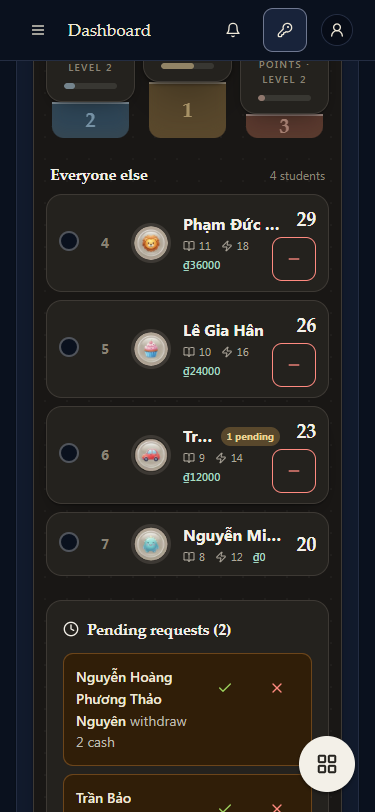 Dashboard
LEVEL 2
POINTS ·
LEVEL 2
2
1
3
Everyone else
4 students
4
Phạm Đức ...
29
11 18
₫36000
5
Lê Gia Hân
26
10 16
₫24000
6
Tr...
1 pending
23
9 14
₫12000
7
Nguyễn Mi...
20
8 12 ₫0
Pending requests (2)
Nguyễn Hoàng
Phương Thảo
Nguyên withdraw
2 cash
Trần Bảo